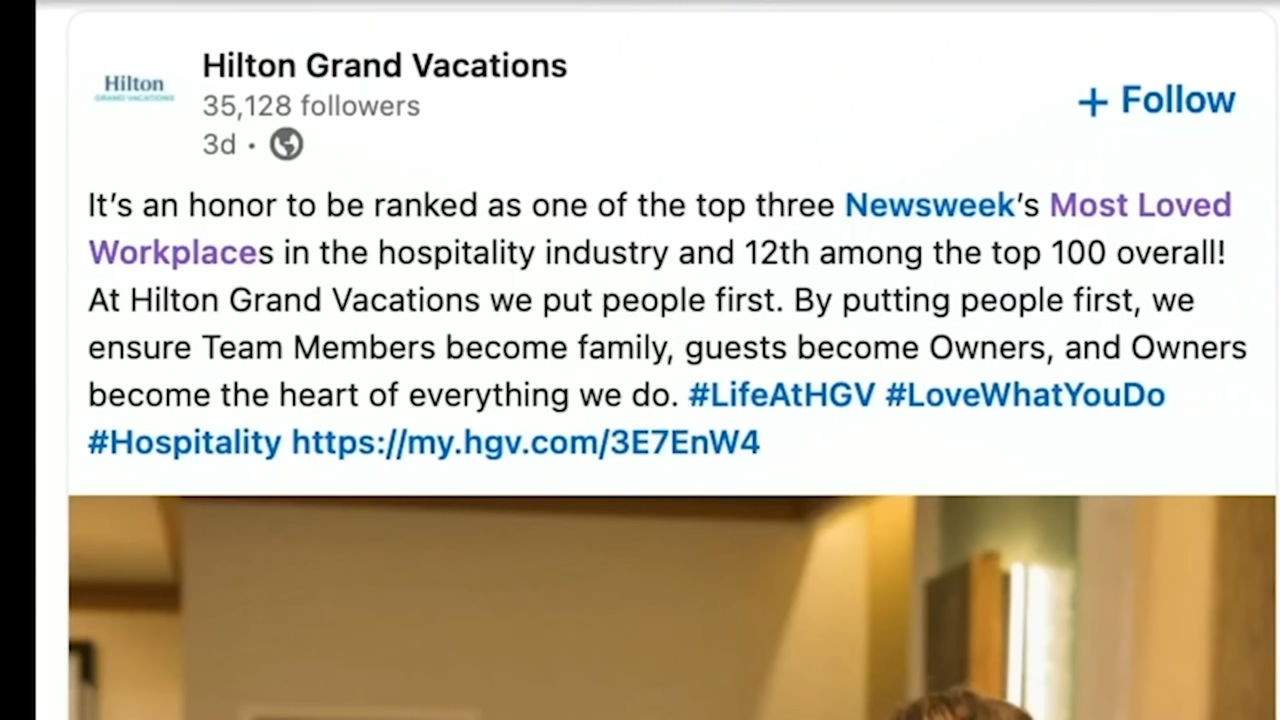 Hilton
GRAND VACATIONS
Hilton Grand Vacations
35,128 followers
3d •
+ Follow
It’s an honor to be ranked as one of the top three Newsweek’s Most Loved
Workplaces in the hospitality industry and 12th among the top 100 overall!
At Hilton Grand Vacations we put people first. By putting people first, we
ensure Team Members become family, guests become Owners, and Owners
become the heart of everything we do. #LifeAtHGV #LoveWhatYouDo
#Hospitality https://my.hgv.com/3E7EnW4